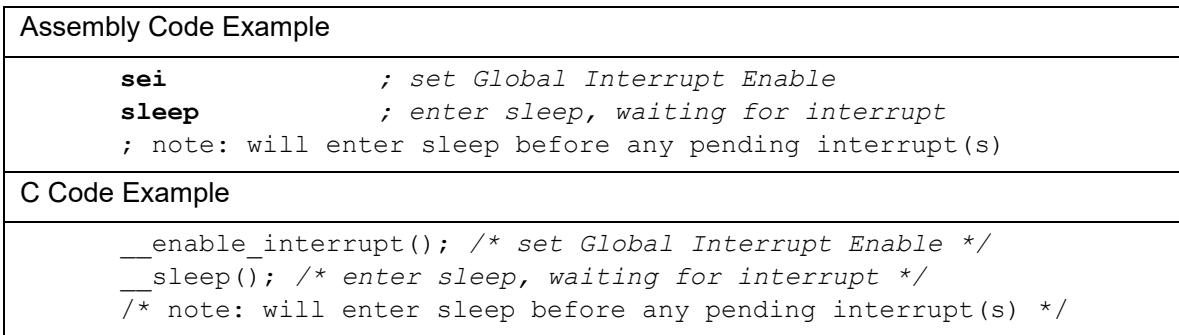 Assembly Code Example
sei ; set Global Interrupt Enable
sleep ; enter sleep, waiting for interrupt
; note: will enter sleep before any pending interrupt(s)
C Code Example
__enable_interrupt(); /* set Global Interrupt Enable */
__sleep(); /* enter sleep, waiting for interrupt */
/* note: will enter sleep before any pending interrupt(s) */